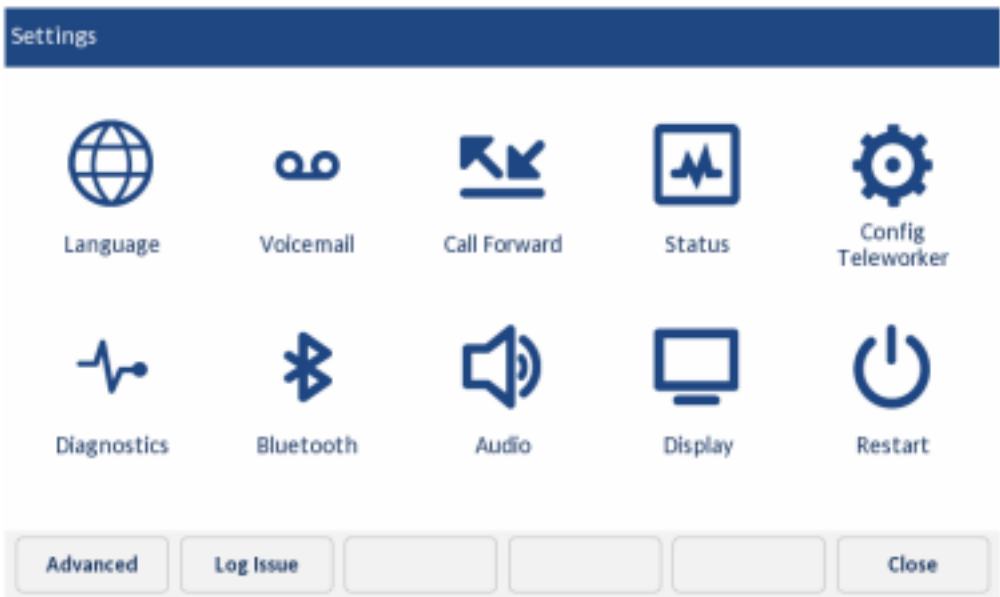 Settings
Language
Voicemail
Call Forward
Status
Config
Teleworker
Diagnostics
Bluetooth
Audio
Display
Restart
Advanced
Log Issue
Close